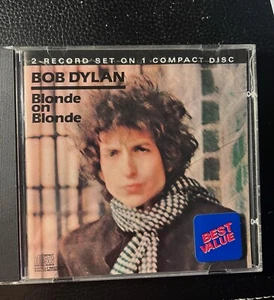 2-RECORD SET ON 1 COMPACT DISC
BOB DYLAN
Blonde
on
Blonde
BEST
VALUE